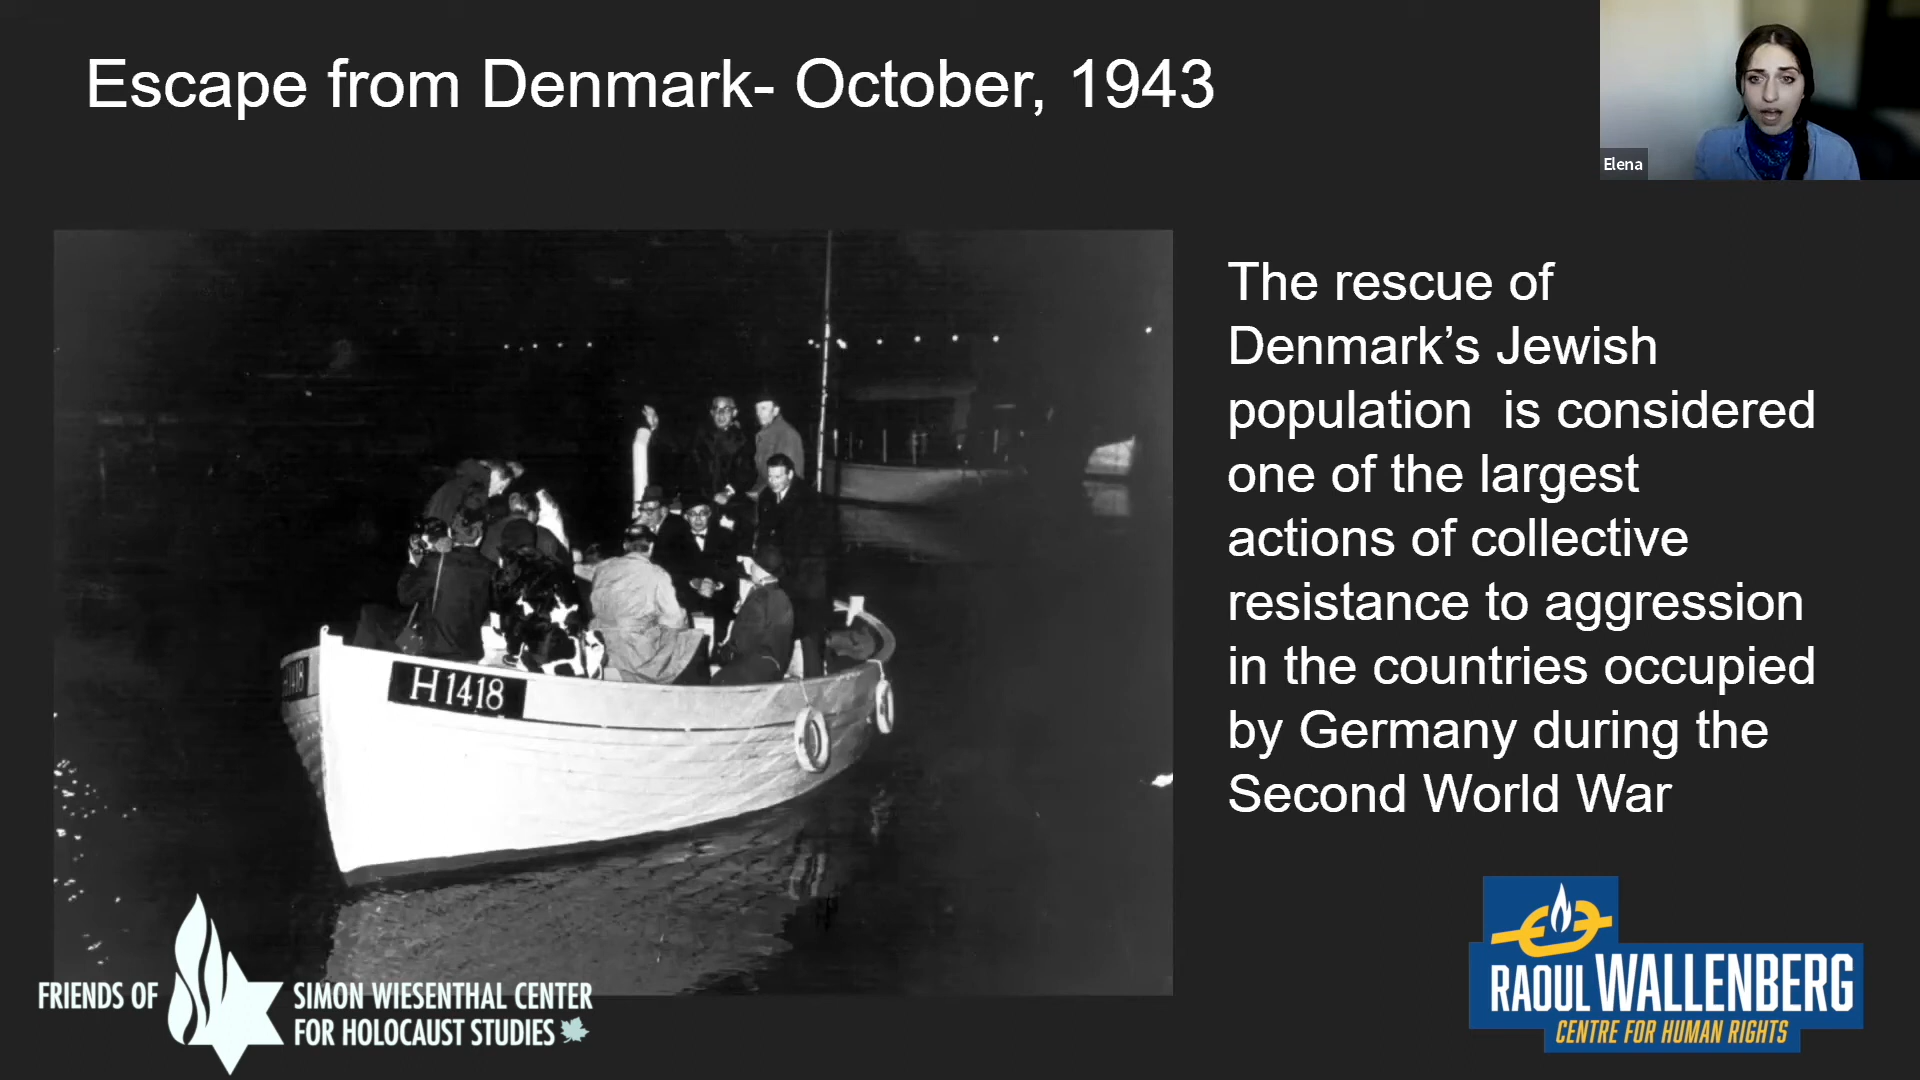 Escape from Denmark- October, 1943
Elena
The rescue of
Denmark’s Jewish
population  is considered
one of the largest
actions of collective
resistance to aggression
in the countries occupied
by Germany during the
Second World War
H 1418
H 1418
FRIENDS OF
SIMON WIESENTHAL CENTER
FOR HOLOCAUST STUDIES
RAOUL WALLENBERG
CENTRE FOR HUMAN RIGHTS